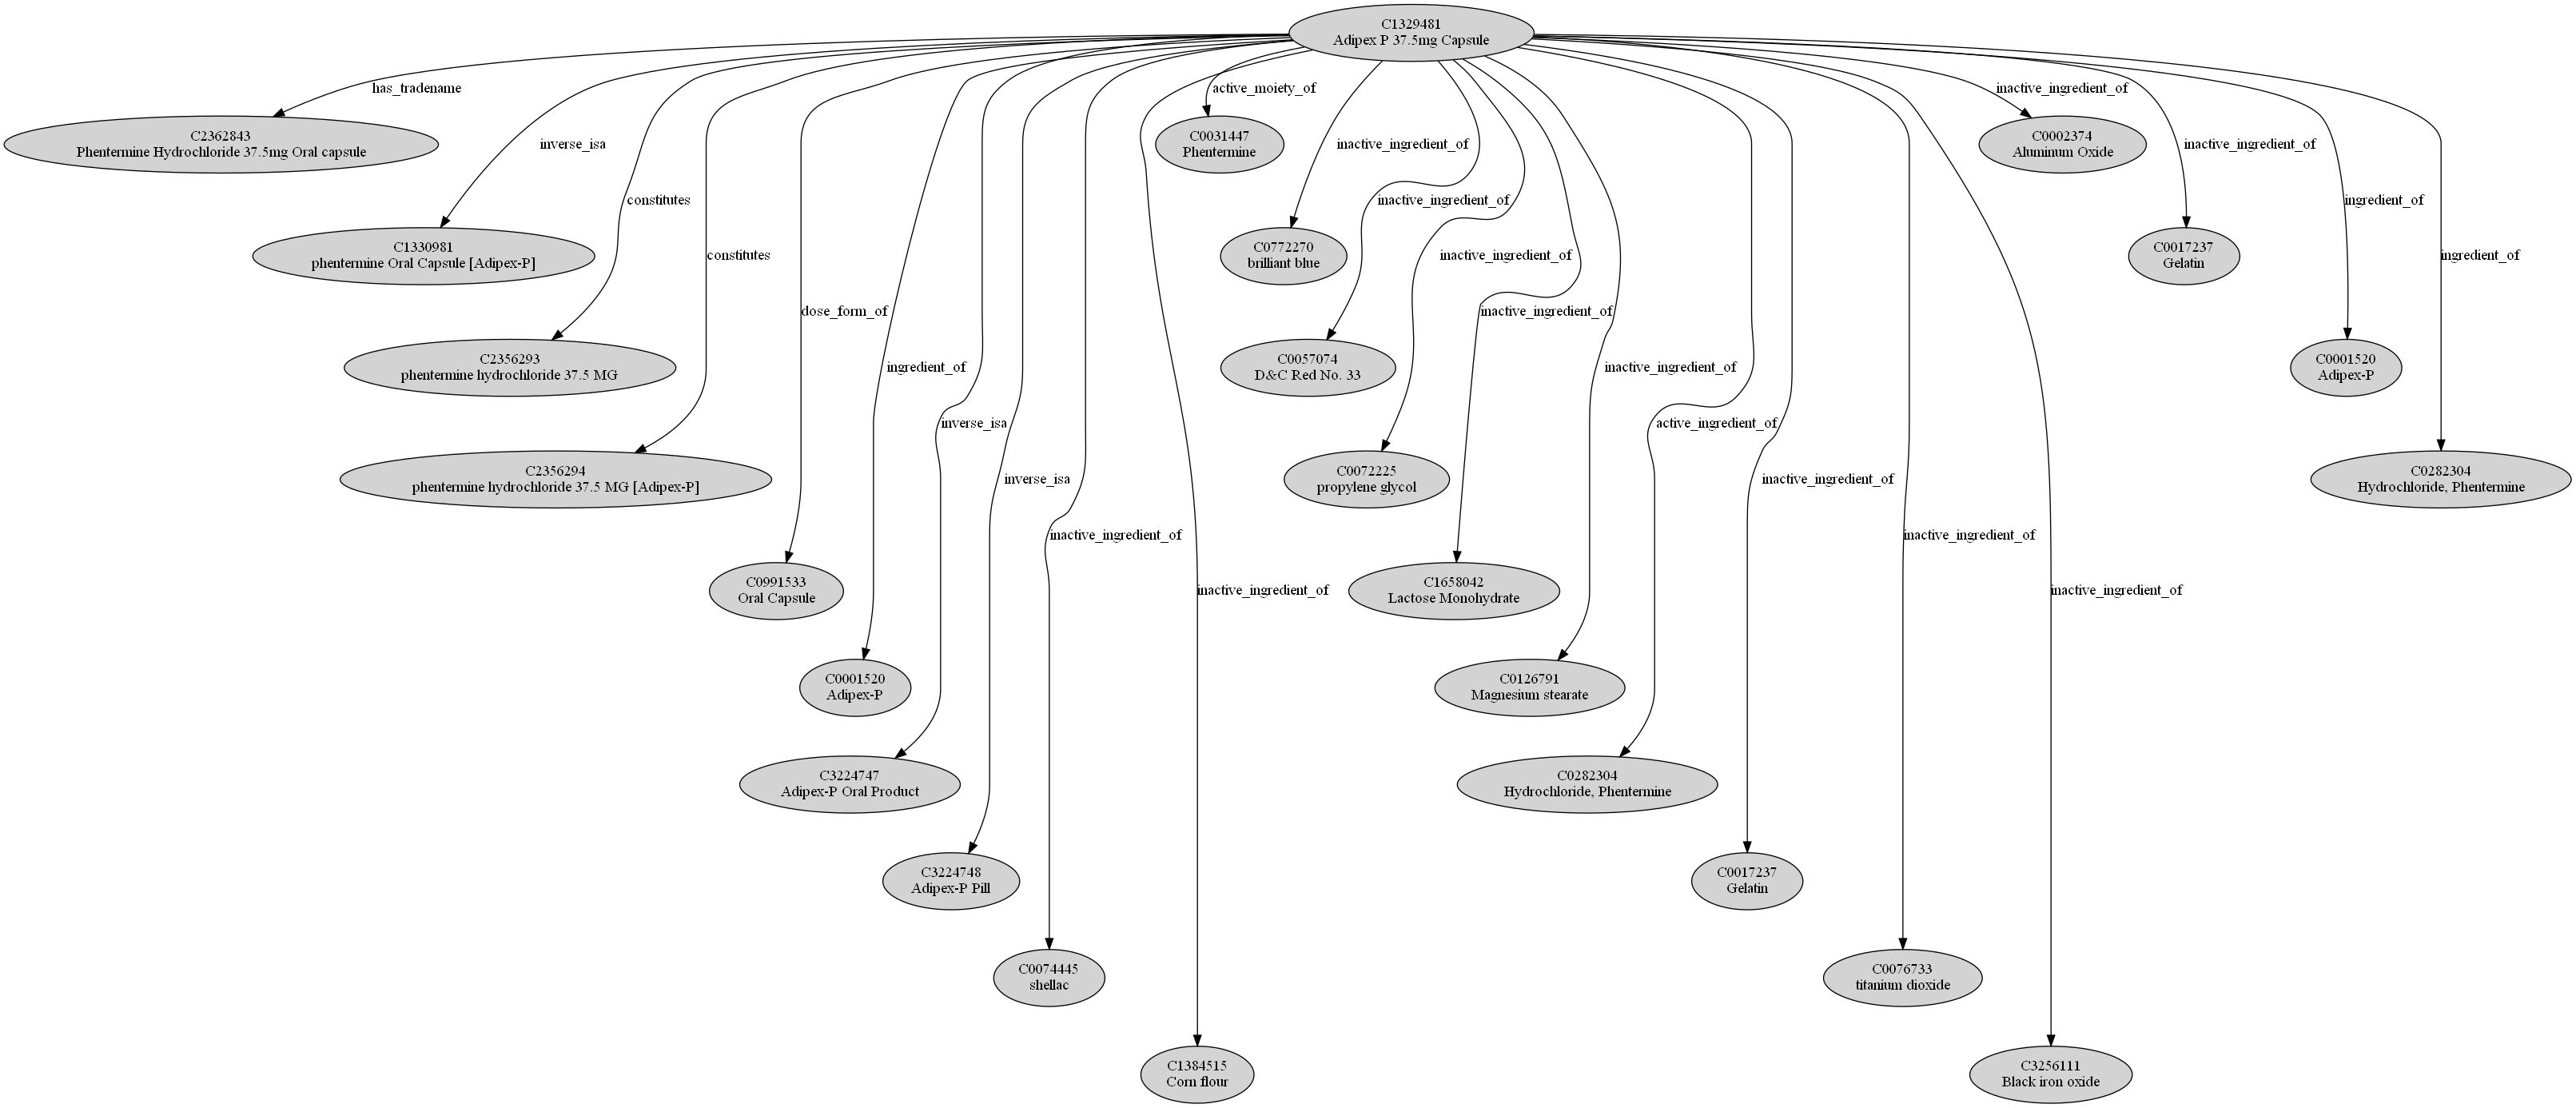 C1329481
Adipex P 37.5mg Capsule
has_tradename
active_moiety_of
inactive_ingredient_of
C2362843
Phentermine Hydrochloride 37.5mg Oral capsule
inverse_isa
C0031447
Phentermine
inactive_ingredient_of
C0002374
Aluminum Oxide
inactive_ingredient_of
constitutes
inactive_ingredient_of
ingredient_of
C1330981
phentermine Oral Capsule [Adipex-P]
constitutes
C0772270
brilliant blue
inactive_ingredient_of
C0017237
Gelatin
ingredient_of
dose_form_of
inactive_ingredient_of
C2356293
phentermine hydrochloride 37.5 MG
ingredient_of
C0057074
D&C Red No. 33
inactive_ingredient_of
C0001520
Adipex-P
inverse_isa
active_ingredient_of
C2356294
phentermine hydrochloride 37.5 MG [Adipex-P]
inverse_isa
C0072225
propylene glycol
inactive_ingredient_of
C0282304
Hydrochloride, Phentermine
inactive_ingredient_of
inactive_ingredient_of
C0991533
Oral Capsule
inactive_ingredient_of
C1658042
Lactose Monohydrate
inactive_ingredient_of
C0001520
Adipex-P
C0126791
Magnesium stearate
C3224747
Adipex-P Oral Product
C0282304
Hydrochloride, Phentermine
C3224748
Adipex-P Pill
C0017237
Gelatin
C0074445
shellac
C0076733
titanium dioxide
C1384515
Corn flour
C3256111
Black iron oxide